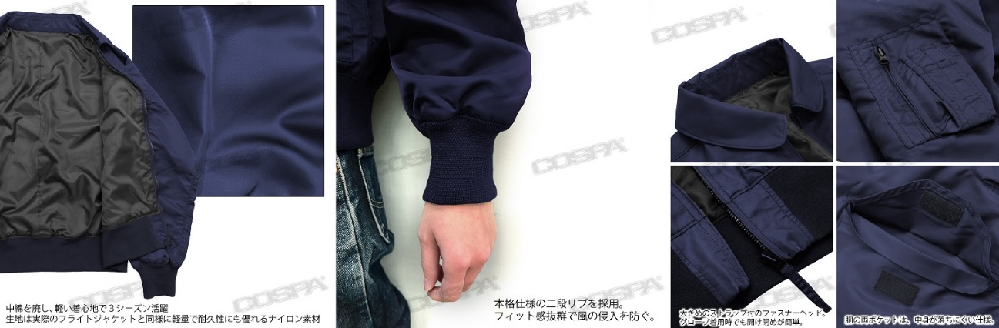 COSPA
COSPA
COSPA
COSPA
COSPA
COSPA
COSPA
COSPA
中綿を廃し、軽い着心地で3シーズン活躍
生地は実際のフライトジャケットと同様に軽量で耐久性にも優れるナイロン素材
本格仕様の二段リブを採用。
フィット感抜群で風の侵入を防ぐ。
大きめのストラップ付のファスナーヘッド。
グローブ着用時でも開け閉めが簡単。
胴の両ポケットは、中身が落ちにくい仕様。